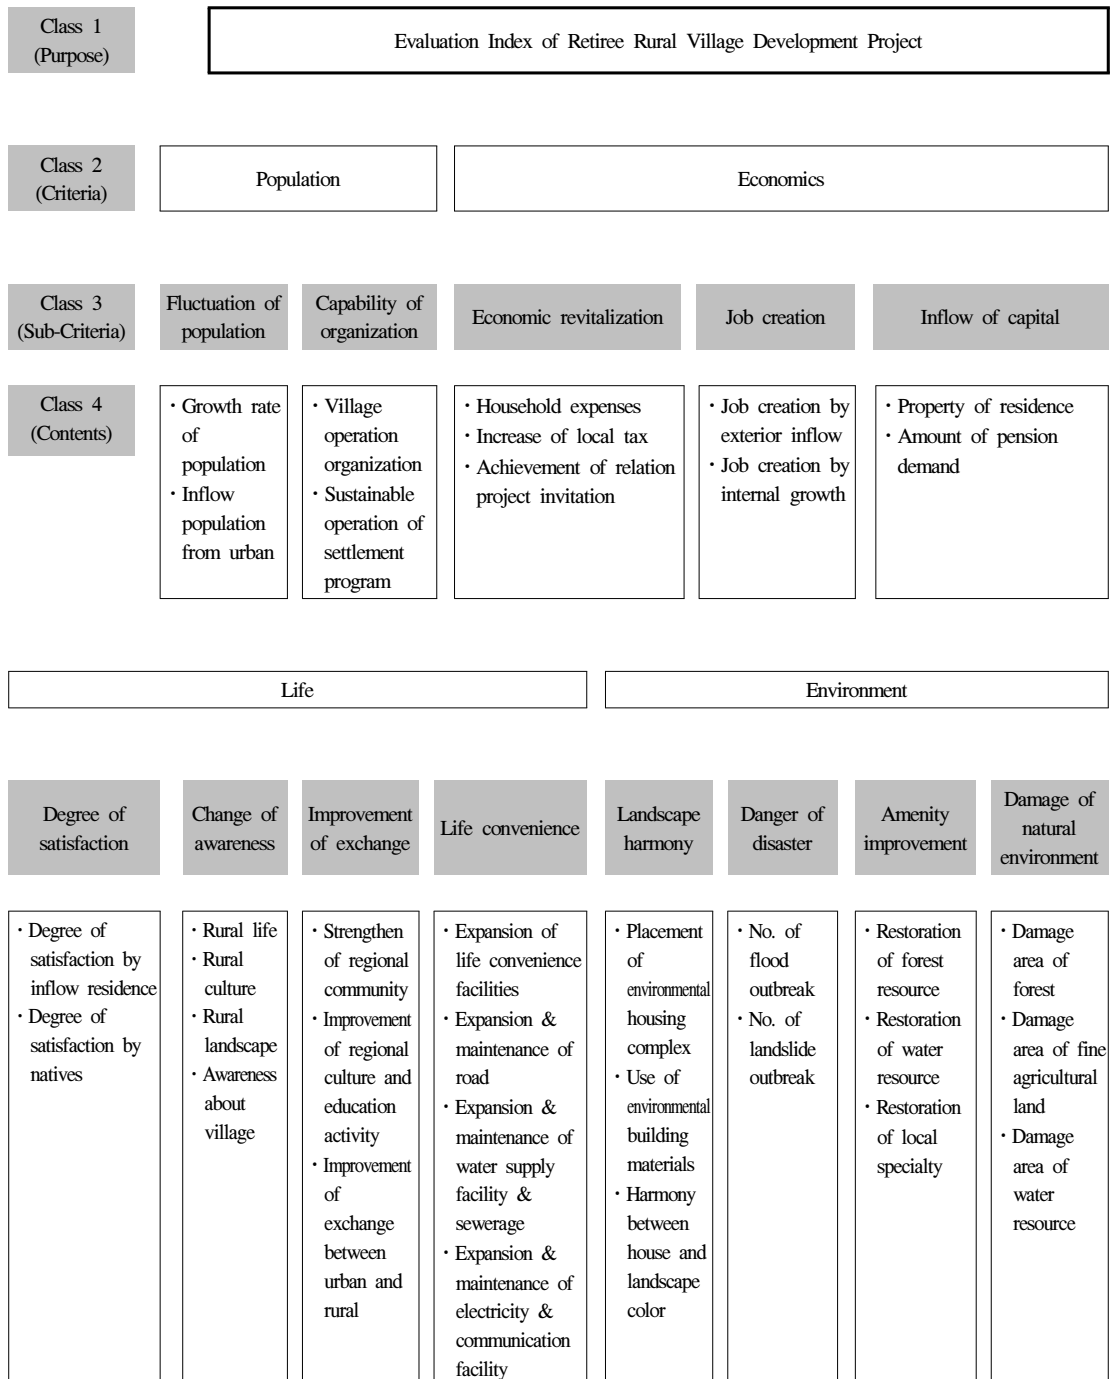 Class 1
(Purpose)
Evaluation Index of Retiree Rural Village Development Project
Class 2
(Criteria)
Population
Economics
Class 3
(Sub-Criteria)
Fluctuation of
population
Capability of
organization
Economic revitalization
Job creation
Inflow of capital
Class 4
(Contents)
· Growth rate
of
population
· Inflow
population
from urban
· Village
operation
organization
· Sustainable
operation of
settlement
program
· Household expenses
· Increase of local tax
· Achievement of relation
project invitation
· Job creation by
exterior inflow
· Job creation by
internal growth
· Property of residence
· Amount of pension
demand
Life
Environment
Degree of
satisfaction
Change of
awareness
Improvement
of exchange
Life convenience
Landscape
harmony
Danger of
disaster
Amenity
improvement
Damage of
natural
environment
· Degree of
satisfaction by
inflow residence
· Degree of
satisfaction by
natives
· Rural life
· Rural
culture
· Rural
landscape
· Awareness
about
village
· Strengthen
of regional
community
· Improvement
of regional
culture and
education
activity
· Improvement
of
exchange
between
urban and
rural
· Expansion of
life convenience
facilities
· Expansion &
maintenance of
road
· Expansion &
maintenance of
water supply
facility &
sewerage
· Expansion &
maintenance of
electricity &
communication
facility
· Placement
of
environmental
housing
complex
· Use of
environmental
building
materials
· Harmony
between
house and
landscape
color
· No. of
flood
outbreak
· No. of
landslide
outbreak
· Restoration
of forest
resource
· Restoration
of water
resource
· Restoration
of local
specialty
· Damage
area of
forest
· Damage
area of fine
agricultural
land
· Damage
area of
water
resource